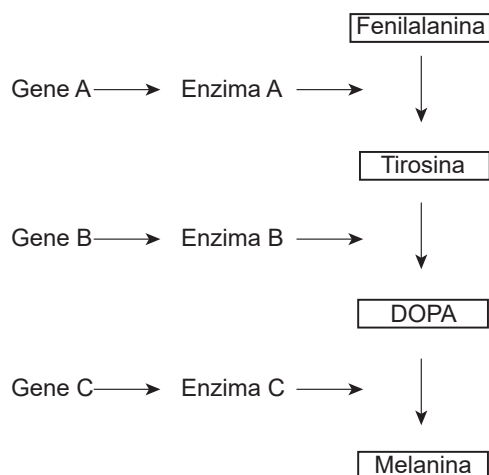 Fenilalanina
Gene A Enzima A
Tirosina
Gene B Enzima B
DOPA
Gene C Enzima C
Melanina